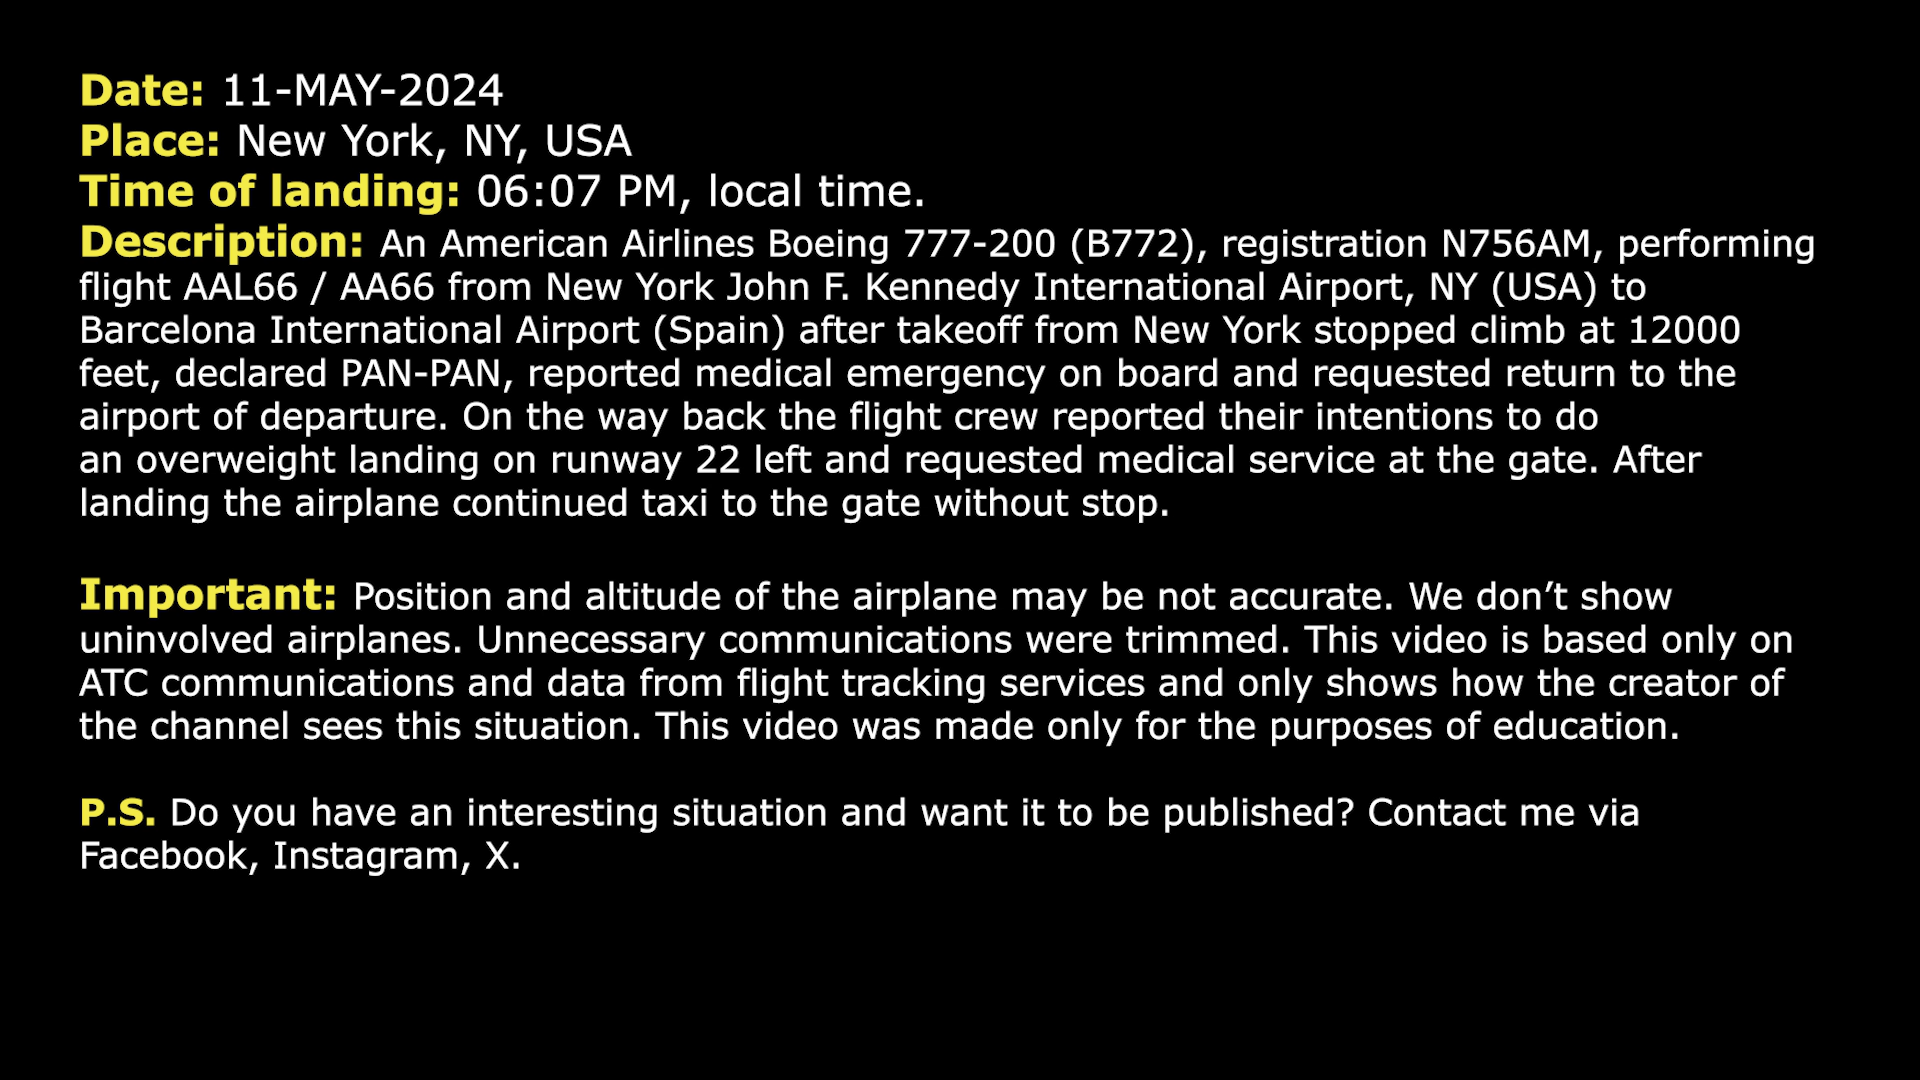 Date: 11-MAY-2024
Place: New York, NY, USA
Time of landing: 06:07 PM, local time.
Description: An American Airlines Boeing 777-200 (B772), registration N756AM, performing
flight AAL66 / AA66 from New York John F. Kennedy International Airport, NY (USA) to
Barcelona International Airport (Spain) after takeoff from New York stopped climb at 12000
feet, declared PAN-PAN, reported medical emergency on board and requested return to the
airport of departure. On the way back the flight crew reported their intentions to do
an overweight landing on runway 22 left and requested medical service at the gate. After
landing the airplane continued taxi to the gate without stop.
Important: Position and altitude of the airplane may be not accurate. We don’t show
uninvolved airplanes. Unnecessary communications were trimmed. This video is based only on
ATC communications and data from flight tracking services and only shows how the creator of
the channel sees this situation. This video was made only for the purposes of education.
P.S. Do you have an interesting situation and want it to be published? Contact me via
Facebook, Instagram, X.